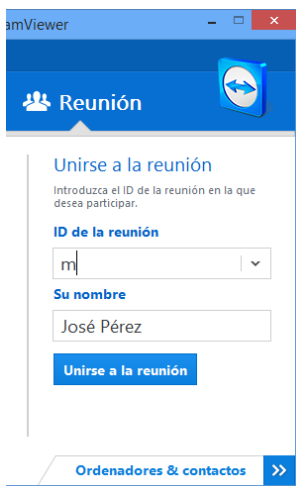 amViewer
Reunión
Unirse a la reunión
Introduzca el ID de la reunión en la que
desea participar.
ID de la reunión
m
Su nombre
José Pérez
Unirse a la reunión
Ordenadores & contactos